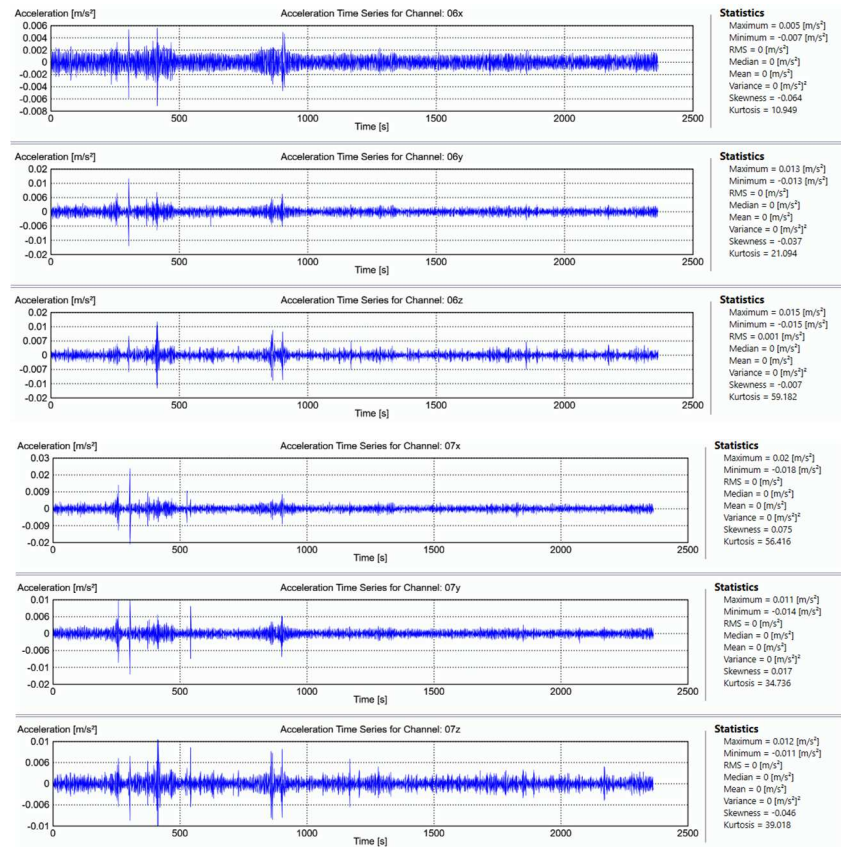 Acceleration [m/s²] Acceleration Time Series for Channel: 06x
0.006
0.004
0.002
0
-0.002
-0.004
-0.006
-0.008
0 500 1000 1500 2000 2500
Time [s]
Statistics
Maximum = 0.005 [m/s²]
Minimum = -0.007 [m/s²]
RMS = 0 [m/s²]
Median = 0 [m/s²]
Mean = 0 [m/s²]
Variance = 0 [m/s²]²
Skewness = -0.064
Kurtosis = 10.949
Acceleration [m/s²] Acceleration Time Series for Channel: 06y
0.02
0.01
0.006
0
-0.006
-0.01
-0.02
0 500 1000 1500 2000 2500
Time [s]
Statistics
Maximum = 0.013 [m/s²]
Minimum = -0.013 [m/s²]
RMS = 0 [m/s²]
Median = 0 [m/s²]
Mean = 0 [m/s²]
Variance = 0 [m/s²]²
Skewness = -0.037
Kurtosis = 21.094
Acceleration [m/s²] Acceleration Time Series for Channel: 06z
0.02
0.01
0.007
0
-0.007
-0.01
-0.02
0 500 1000 1500 2000 2500
Time [s]
Statistics
Maximum = 0.015 [m/s²]
Minimum = -0.015 [m/s²]
RMS = 0.001 [m/s²]
Median = 0 [m/s²]
Mean = 0 [m/s²]
Variance = 0 [m/s²]²
Skewness = -0.007
Kurtosis = 59.182
Acceleration [m/s²] Acceleration Time Series for Channel: 07x
0.03
0.02
0.009
0
-0.009
-0.02
0 500 1000 1500 2000 2500
Time [s]
Statistics
Maximum = 0.02 [m/s²]
Minimum = -0.018 [m/s²]
RMS = 0 [m/s²]
Median = 0 [m/s²]
Mean = 0 [m/s²]
Variance = 0 [m/s²]²
Skewness = 0.075
Kurtosis = 56.416
Acceleration [m/s²] Acceleration Time Series for Channel: 07y
0.01
0.006
0
-0.006
-0.01
-0.02
0 500 1000 1500 2000 2500
Time [s]
Statistics
Maximum = 0.011 [m/s²]
Minimum = -0.014 [m/s²]
RMS = 0 [m/s²]
Median = 0 [m/s²]
Mean = 0 [m/s²]
Variance = 0 [m/s²]²
Skewness = 0.017
Kurtosis = 34.736
Acceleration [m/s²] Acceleration Time Series for Channel: 07z
0.01
0.006
0
-0.006
-0.01
0 500 1000 1500 2000 2500
Time [s]
Statistics
Maximum = 0.012 [m/s²]
Minimum = -0.011 [m/s²]
RMS = 0 [m/s²]
Median = 0 [m/s²]
Mean = 0 [m/s²]
Variance = 0 [m/s²]²
Skewness = -0.046
Kurtosis = 39.018